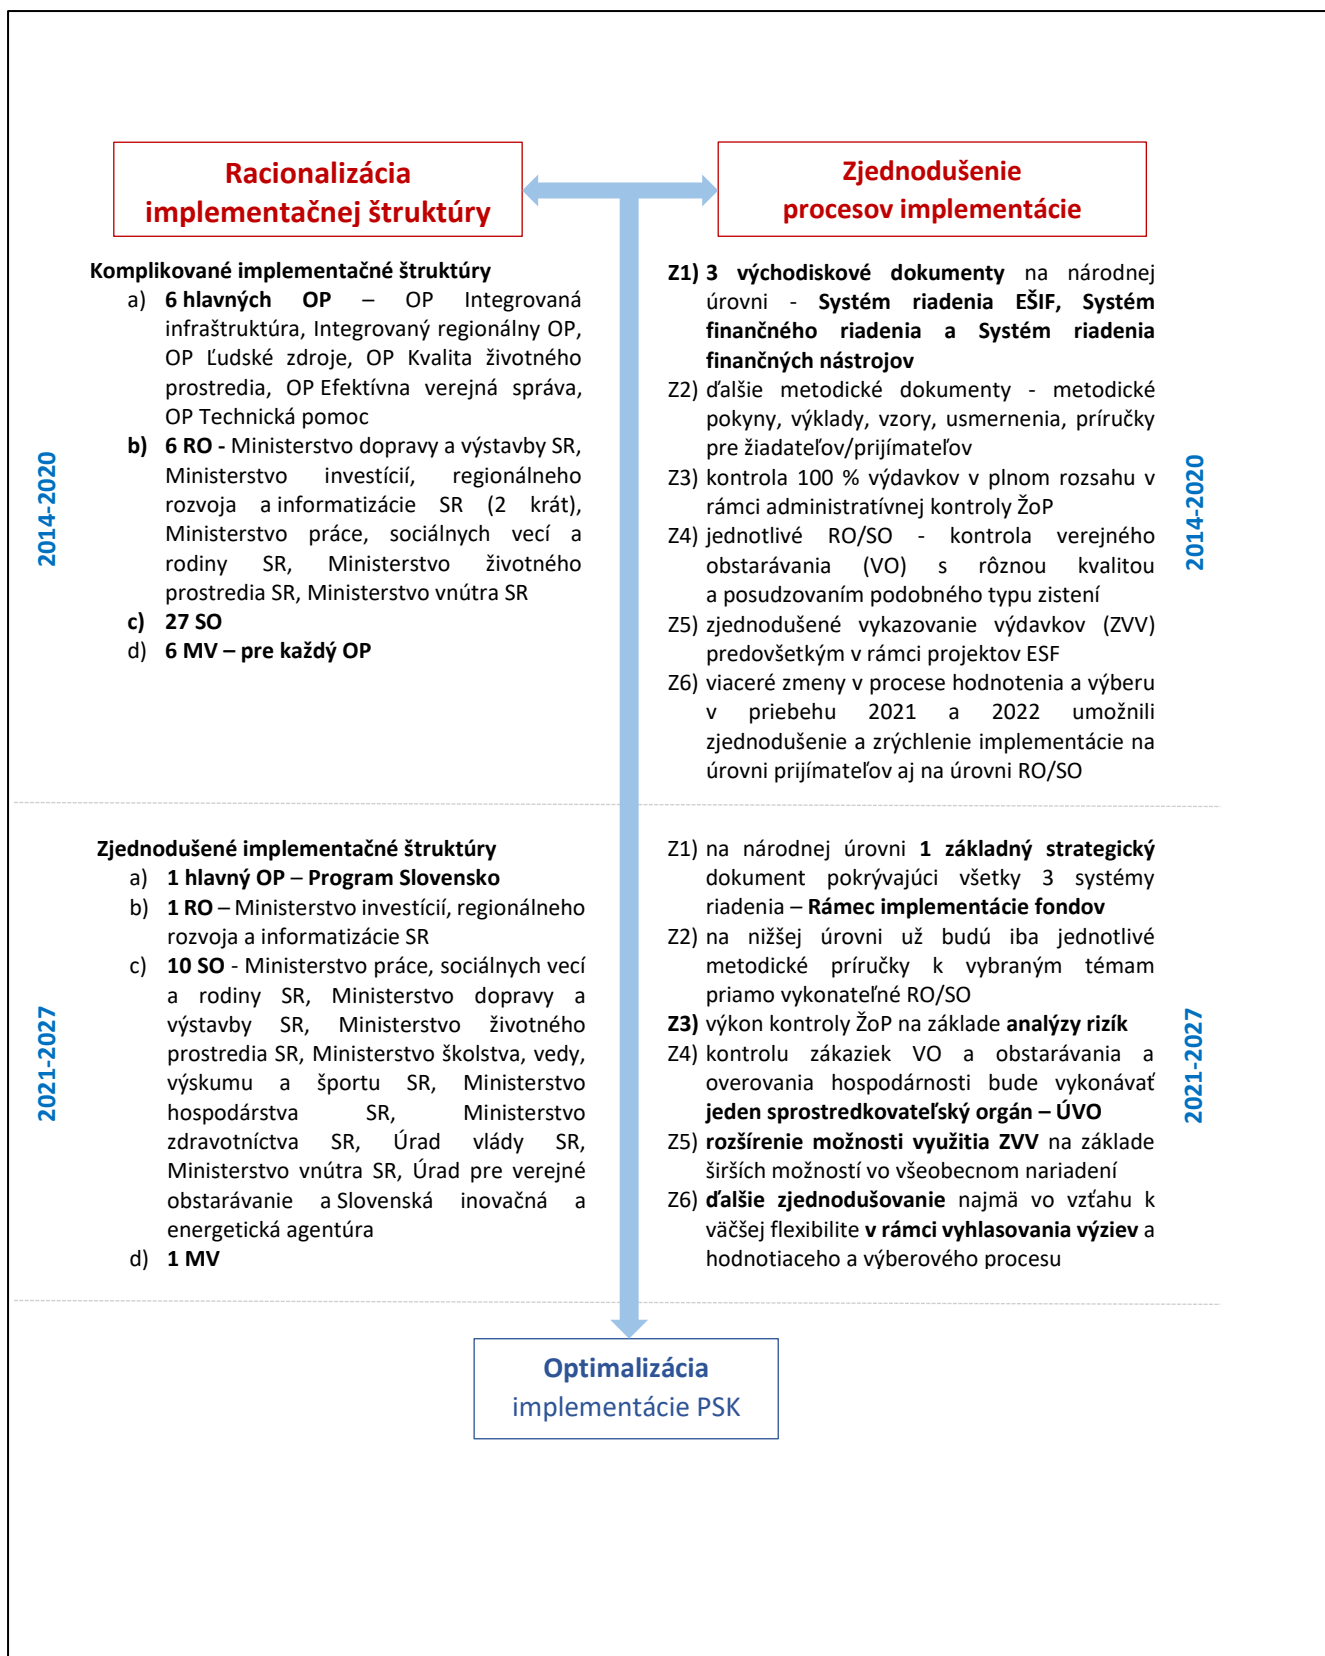 Racionalizácia
implementačnej štruktúry
Zjednodušenie
procesov implementácie
2014-2020
Komplikované implementačné štruktúry
a) 6 hlavných OP – OP Integrovaná
infraštruktúra, Integrovaný regionálny OP,
OP Ľudské zdroje, OP Kvalita životného
prostredia, OP Efektívna verejná správa,
OP Technická pomoc
b) 6 RO - Ministerstvo dopravy a výstavby SR,
Ministerstvo investícií, regionálneho
rozvoja a informatizácie SR (2 krát),
Ministerstvo práce, sociálnych vecí a
rodiny SR, Ministerstvo životného
prostredia SR, Ministerstvo vnútra SR
c) 27 SO
d) 6 MV – pre každý OP
Z1) 3 východiskové dokumenty na národnej
úrovni - Systém riadenia EŠIF, Systém
finančného riadenia a Systém riadenia
finančných nástrojov
Z2) ďalšie metodické dokumenty - metodické
pokyny, výklady, vzory, usmernenia, príručky
pre žiadateľov/prijímateľov
Z3) kontrola 100 % výdavkov v plnom rozsahu v
rámci administratívnej kontroly ŽoP
Z4) jednotlivé RO/SO - kontrola verejného
obstarávania (VO) s rôznou kvalitou
a posudzovaním podobného typu zistení
Z5) zjednodušené vykazovanie výdavkov (ZVV)
predovšetkým v rámci projektov ESF
Z6) viaceré zmeny v procese hodnotenia a výberu
v priebehu 2021 a 2022 umožnili
zjednodušenie a zrýchlenie implementácie na
úrovni prijímateľov aj na úrovni RO/SO
2014-2020
2021-2027
Zjednodušené implementačné štruktúry
a) 1 hlavný OP – Program Slovensko
b) 1 RO – Ministerstvo investícií, regionálneho
rozvoja a informatizácie SR
c) 10 SO - Ministerstvo práce, sociálnych vecí
a rodiny SR, Ministerstvo dopravy a
výstavby SR, Ministerstvo životného
prostredia SR, Ministerstvo školstva, vedy,
výskumu a športu SR, Ministerstvo
hospodárstva SR, Ministerstvo
zdravotníctva SR, Úrad vlády SR,
Ministerstvo vnútra SR, Úrad pre verejné
obstarávanie a Slovenská inovačná a
energetická agentúra
d) 1 MV
Z1) na národnej úrovni 1 základný strategický
dokument pokrývajúci všetky 3 systémy
riadenia – Rámec implementácie fondov
Z2) na nižšej úrovni už budú iba jednotlivé
metodické príručky k vybraným témam
priamo vykonateľné RO/SO
Z3) výkon kontroly ŽoP na základe analýzy rizík
Z4) kontrolu zákaziek VO a obstarávania a
overovania hospodárnosti bude vykonávať
jeden sprostredkovateľský orgán – ÚVO
Z5) rozšírenie možnosti využitia ZVV na základe
širších možností vo všeobecnom nariadení
Z6) ďalšie zjednodušovanie najmä vo vzťahu k
väčšej flexibilite v rámci vyhlasovania výziev a
hodnotiaceho a výberového procesu
2021-2027
Optimalizácia
implementácie PSK